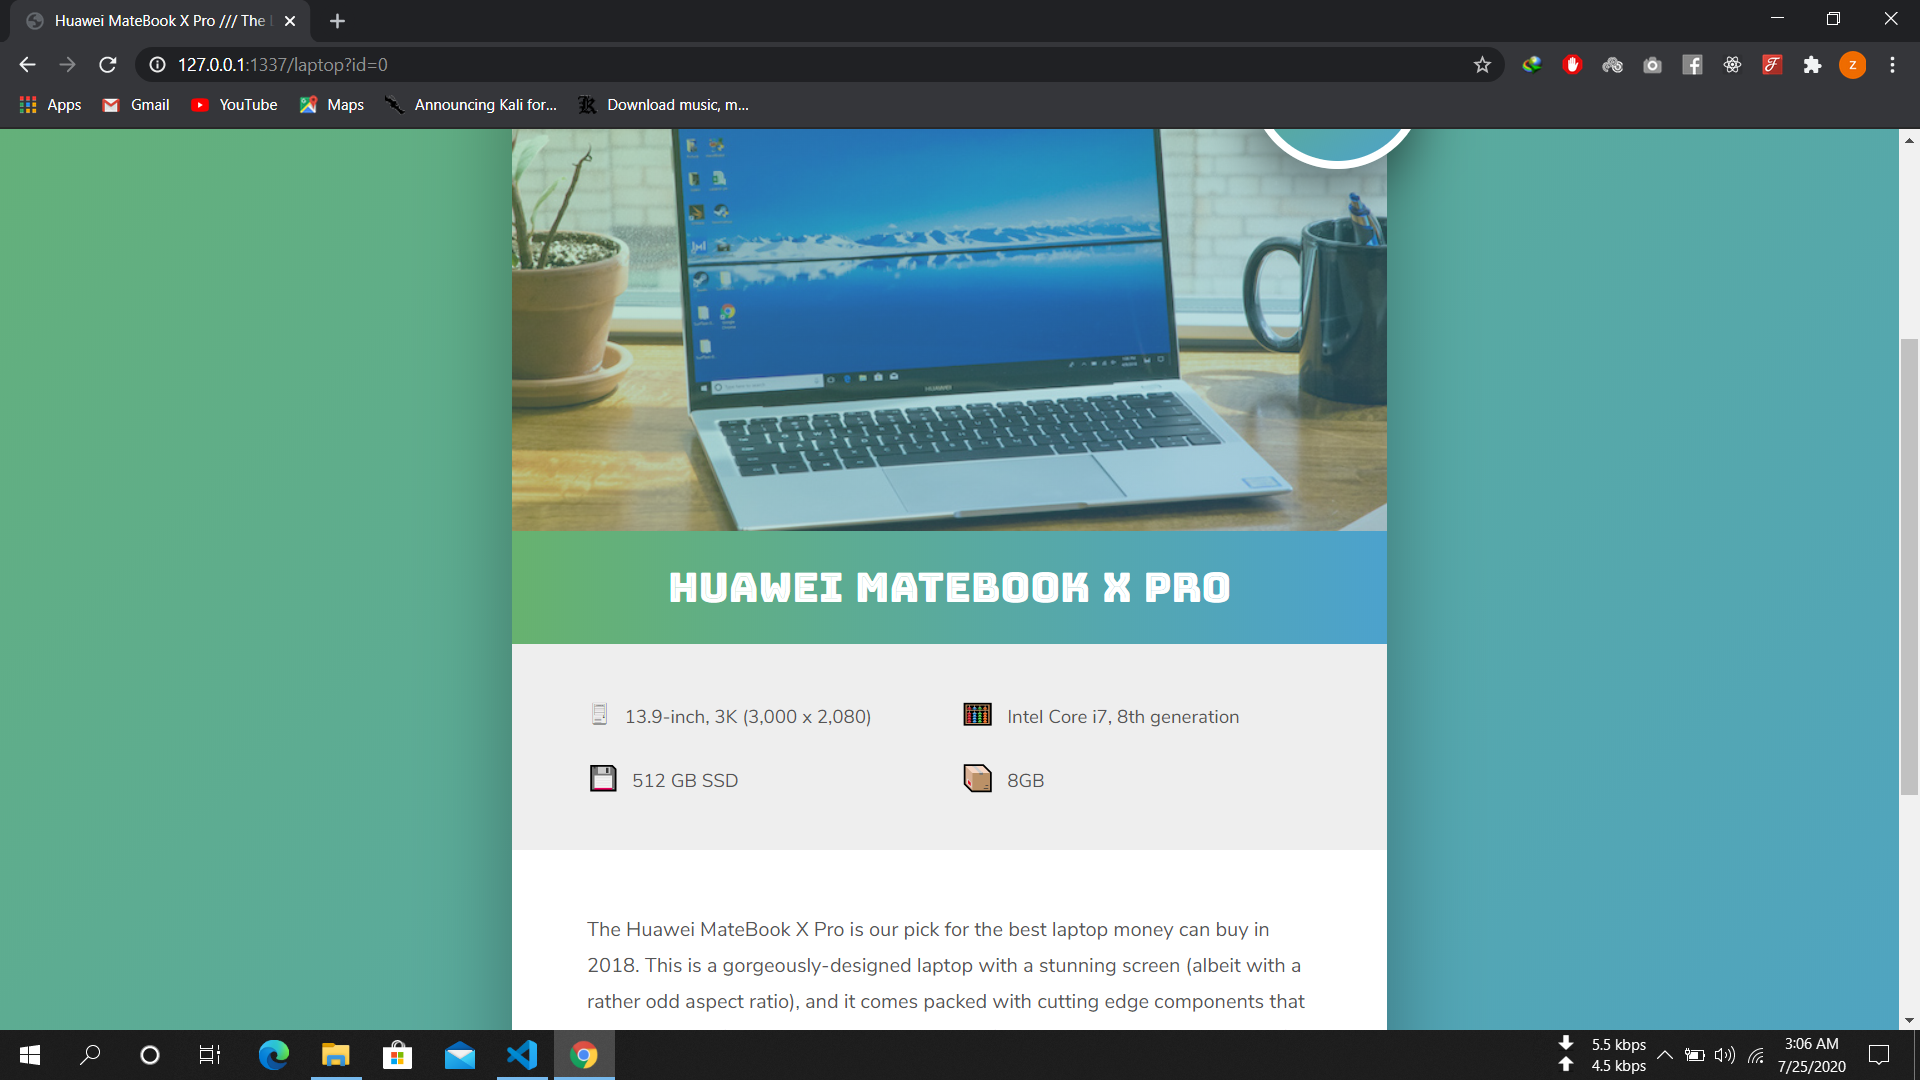 Huawei MateBook X Pro /// The
127.0.0.1:1337/laptop?id=0
z
Apps
Gmail
YouTube
Maps
Announcing Kali for...
Download music, m...
HUAWEI
HUAWEI MATEBOOK X PRO
13.9-inch, 3K (3,000 x 2,080)
Intel Core i7, 8th generation
512 GB SSD
8GB
The Huawei MateBook X Pro is our pick for the best laptop money can buy in
2018. This is a gorgeously-designed laptop with a stunning screen (albeit with a
rather odd aspect ratio), and it comes packed with cutting edge components that
5.5 kbps
4.5 kbps
3:06 AM
7/25/2020